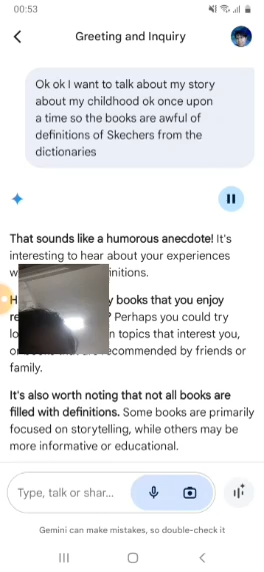 00:53
Greeting and Inquiry
Ok ok I want to talk about my story
about my childhood ok once upon
a time so the books are awful of
definitions of Skechers from the
dictionaries
That sounds like a humorous anecdote! It's
interesting to hear about your experiences
w initions.
H y books that you enjoy
re ? Perhaps you could try
lo n topics that interest you,
or ecommended by friends or
family.
It's also worth noting that not all books are
filled with definitions. Some books are primarily
focused on storytelling, while others may be
more informative or educational.
Type, talk or shar...
Gemini can make mistakes, so double-check it